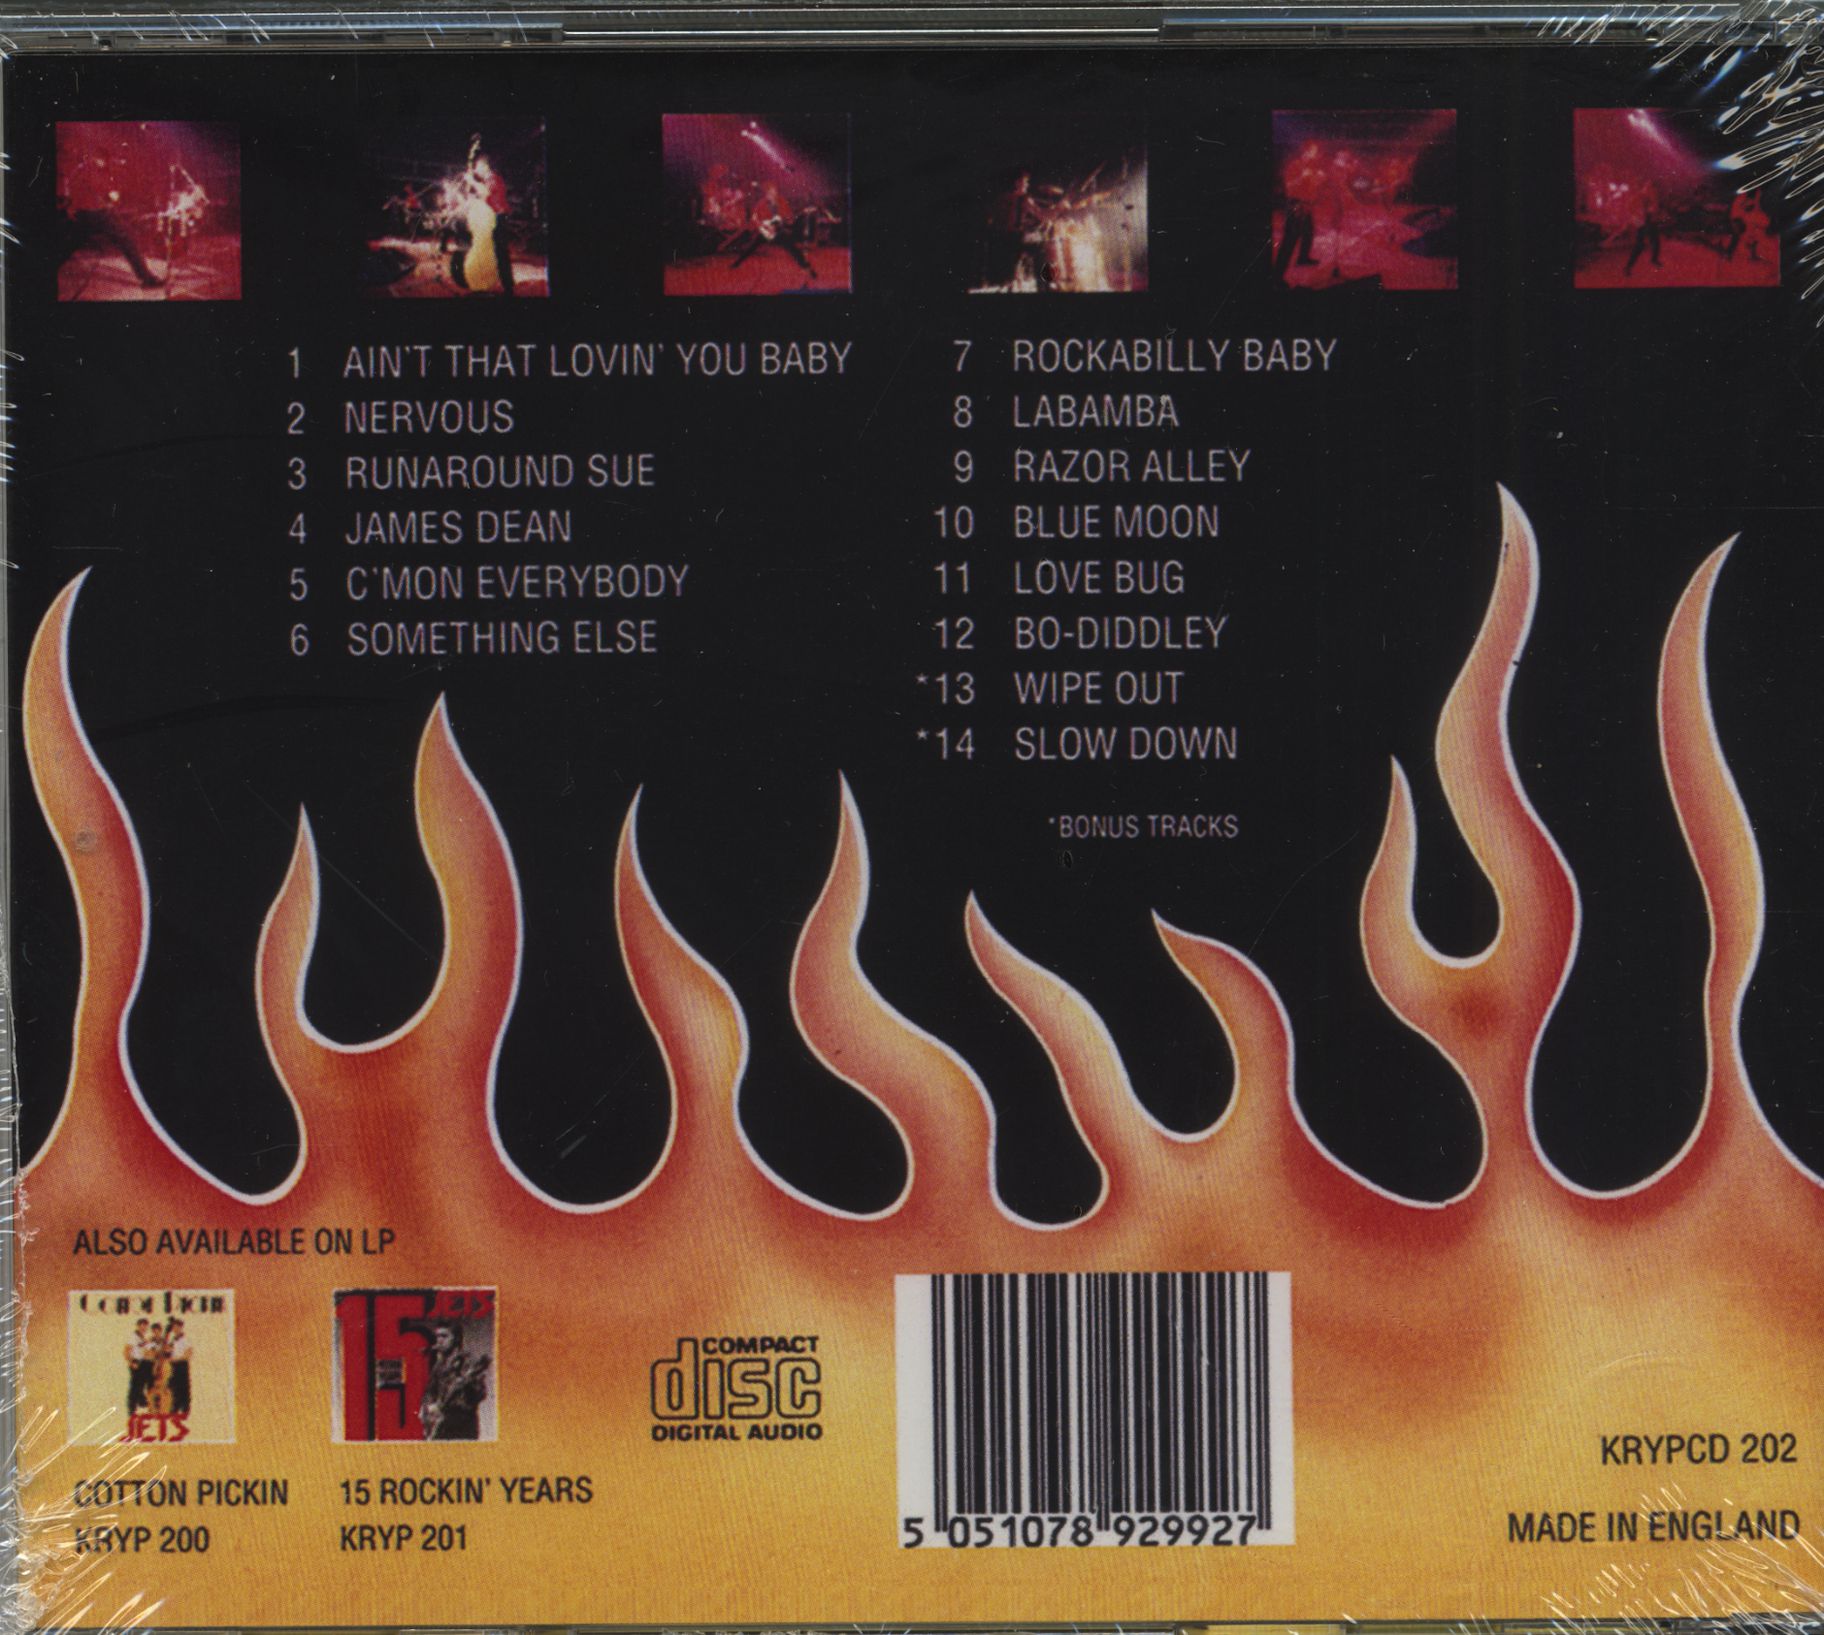 1 AIN'T THAT LOVIN' YOU BABY
2 NERVOUS
3 RUNAROUND SUE
4 JAMES DEAN
5 C'MON EVERYBODY
6 SOMETHING ELSE
7 ROCKABILLY BABY
8 LABAMBA
9 RAZOR ALLEY
10 BLUE MOON
11 LOVE BUG
12 BO-DIDDLEY
*13 WIPE OUT
*14 SLOW DOWN
*BONUS TRACKS
ALSO AVAILABLE ON LP
JETS
15 JETS
COTTON PICKIN
KRYP 200
15 ROCKIN' YEARS
KRYP 201
COMPACT
disc
DIGITAL AUDIO
5 051078 929927
KRYPCD 202
MADE IN ENGLAND